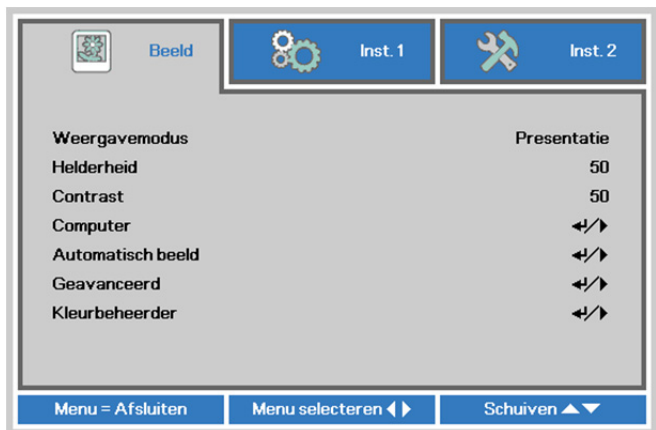 Beeld Inst. 1 Inst. 2
Weergavemodus Presentatie
Helderheid 50
Contrast 50
Computer
Automatisch beeld
Geavanceerd
Kleurbeheerder
Menu = Afsluiten Menu selecteren Schuiven